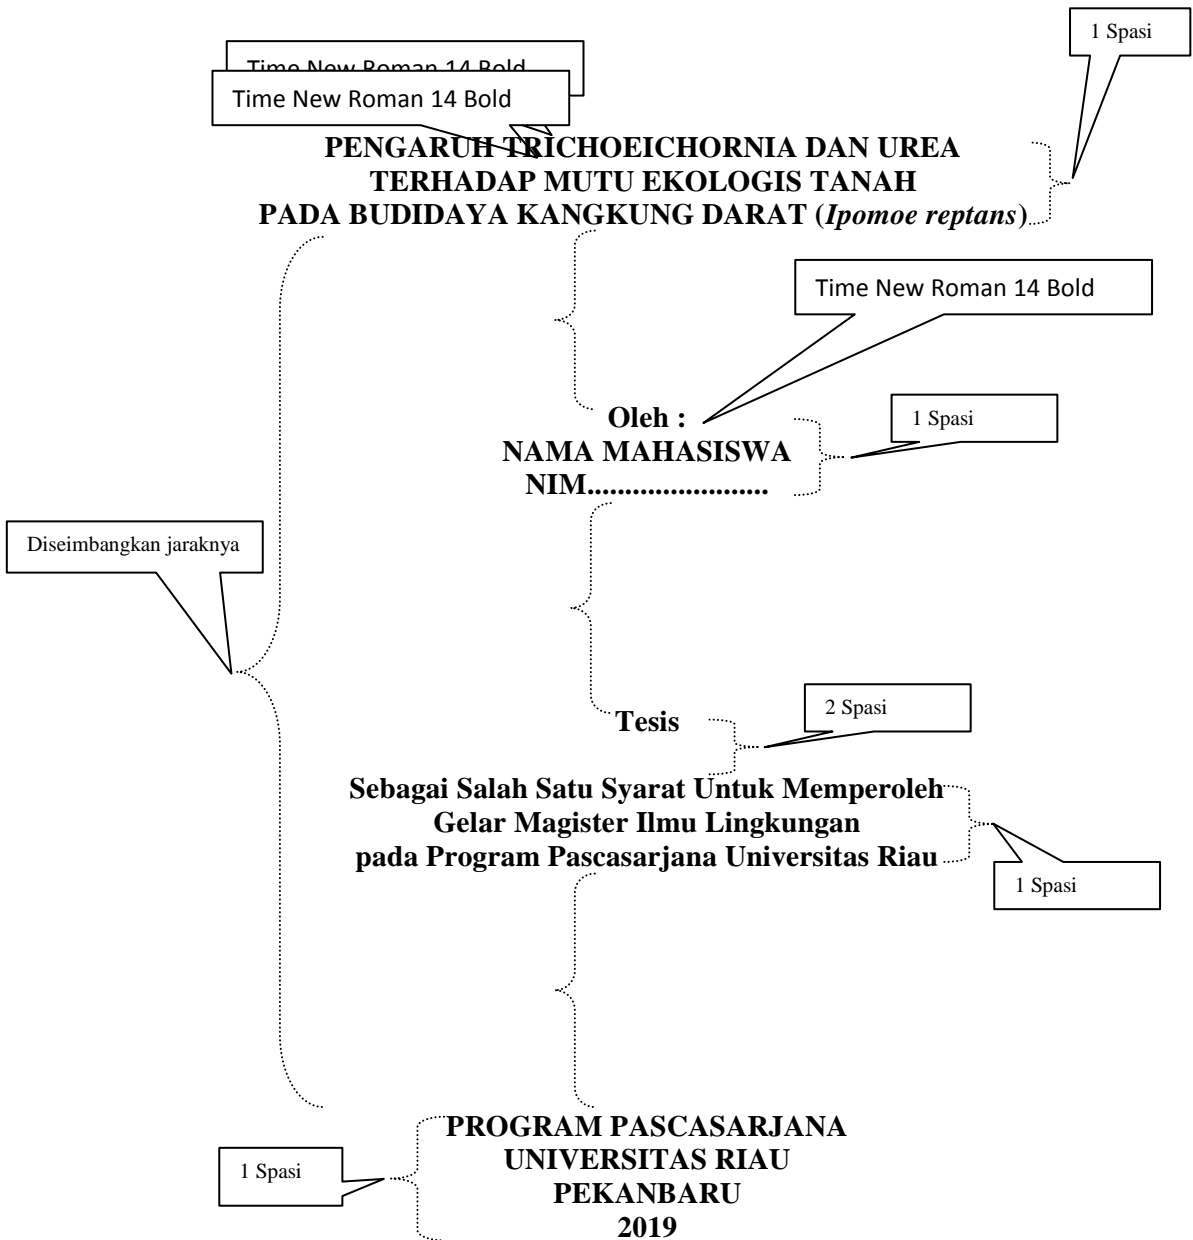 1 Spasi
Time New Roman 14 Bold
Time New Roman 14 Bold
PENGARUH TRICHOEICHORNIA DAN UREA
TERHADAP MUTU EKOLOGIS TANAH
PADA BUDIDAYA KANGKUNG DARAT (Ipomoe reptans)
Time New Roman 14 Bold
Oleh :
1 Spasi
NAMA MAHASISWA
NIM........................
Diseimbangkan jaraknya
Tesis
2 Spasi
Sebagai Salah Satu Syarat Untuk Memperoleh
Gelar Magister Ilmu Lingkungan
pada Program Pascasarjana Universitas Riau
1 Spasi
PROGRAM PASCASARJANA
UNIVERSITAS RIAU
1 Spasi
PEKANBARU
2019